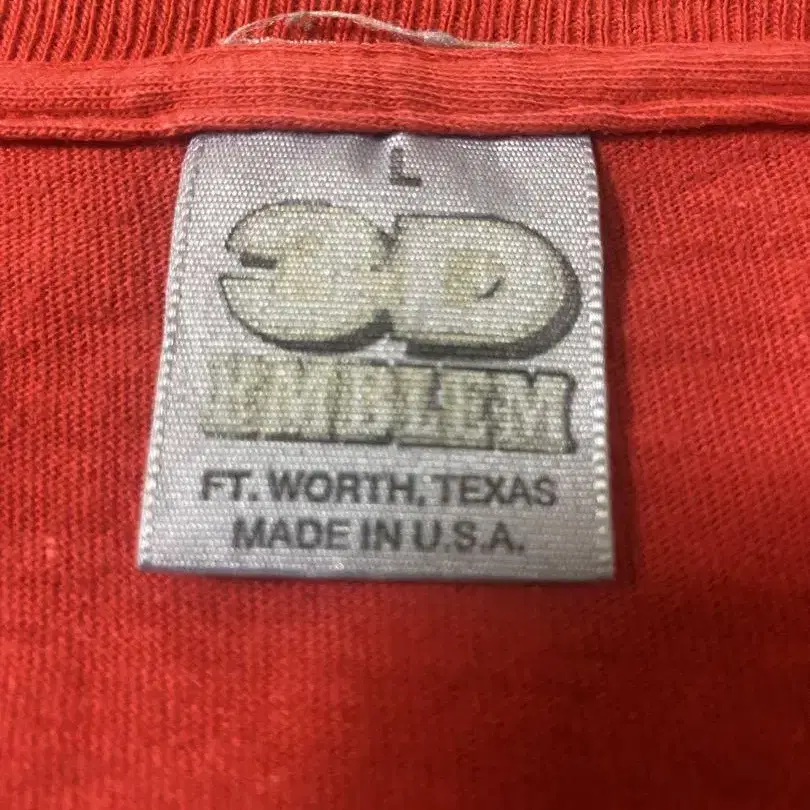 L
3D
EMBLEM
FT. WORTH, TEXAS
MADE IN U.S.A.